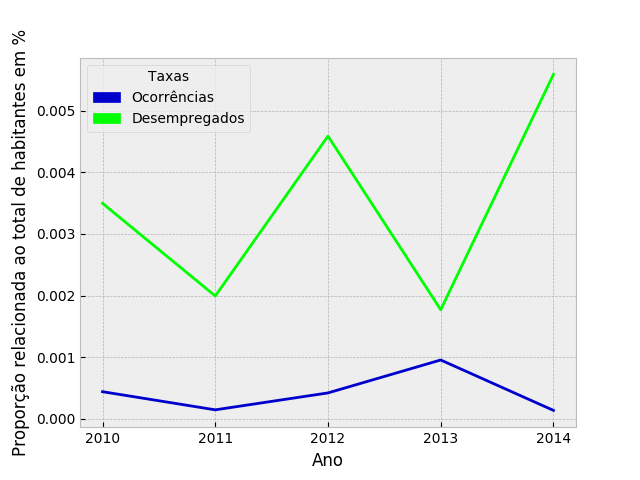 Proporção relacionada ao total de habitantes em %
Taxas
Ocorrências
Desempregados
0.005
0.004
0.003
0.002
0.001
0.000
2010 2011 2012 2013 2014
Ano